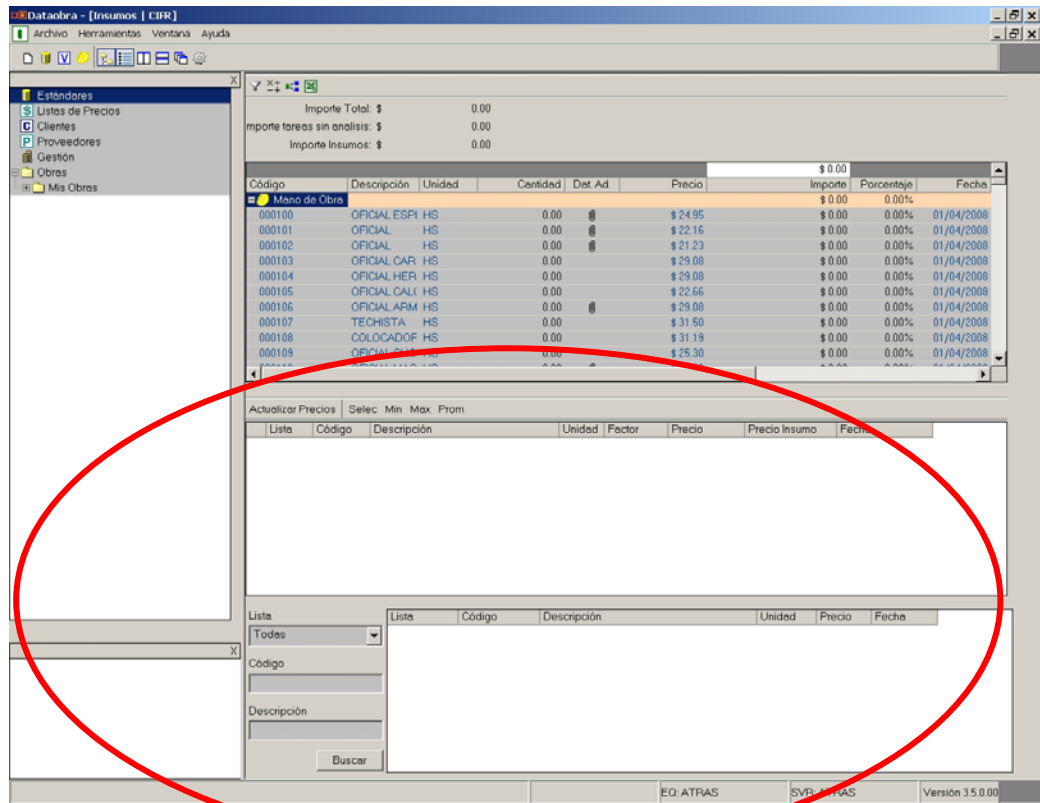 Dataobra - [Insumos | CIFR]
Archivo Herramientas Ventana Ayuda
X
Estándares
Listas de Precios
Clientes
Proveedores
Gestión
Obras
Mis Obras
X
Importe Total: $ 0.00
mporte tareas sin analisis: $ 0.00
Importe Insumos: $ 0.00
$ 0.00
Código Descripción Unidad Cantidad Dat. Ad. Precio Importe Porcentaje Fecha
Mano de Obra $ 0.00 0.00%
000100 OFICIAL ESPI HS 0.00 $ 24.95 $ 0.00 0.00% 01/04/2008
000101 OFICIAL HS 0.00 $ 22.16 $ 0.00 0.00% 01/04/2008
000102 OFICIAL HS 0.00 $ 21.23 $ 0.00 0.00% 01/04/2008
000103 OFICIAL CAR HS 0.00 $ 29.08 $ 0.00 0.00% 01/04/2008
000104 OFICIAL HER HS 0.00 $ 29.08 $ 0.00 0.00% 01/04/2008
000105 OFICIAL CAL( HS 0.00 $ 22.66 $ 0.00 0.00% 01/04/2008
000106 OFICIAL ARM HS 0.00 $ 29.08 $ 0.00 0.00% 01/04/2008
000107 TECHISTA HS 0.00 $ 31.50 $ 0.00 0.00% 01/04/2008
000108 COLOCADOF HS 0.00 $ 31.19 $ 0.00 0.00% 01/04/2008
000109 OFICIAL HS 0.00 $ 25.30 $ 0.00 0.00% 01/04/2008
Actualizar Precios Selec Min Max Prom
Lista Código Descripción Unidad Factor Precio Precio Insumo Fecha
Lista
Todas
Código
Descripción
Buscar
Lista Código Descripción Unidad Precio Fecha
EQ: ATRAS SVR: ATRAS Versión 3.5.0.00